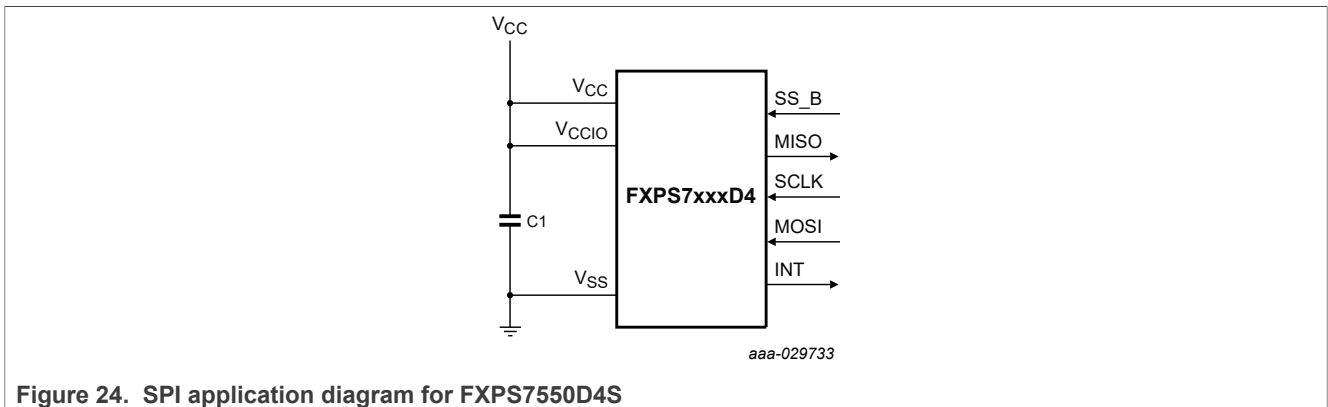 VCC
VCC
VCCIO
C1
VSS
FXPS7xxxD4
SS_B
MISO
SCLK
MOSI
INT
aaa-029733
Figure 24. SPI application diagram for FXPS7550D4S